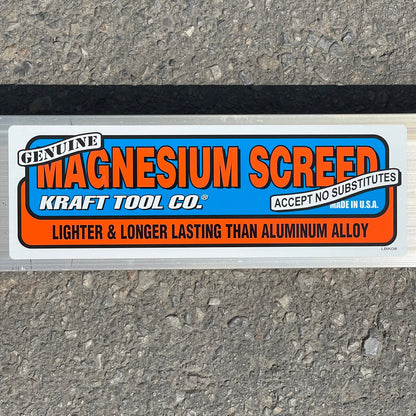 GENUINE
MAGNESIUM SCREED
KRAFT TOOL CO.®
ACCEPT NO SUBSTITUTES
MADE IN U.S.A.
LIGHTER & LONGER LASTING THAN ALUMINUM ALLOY